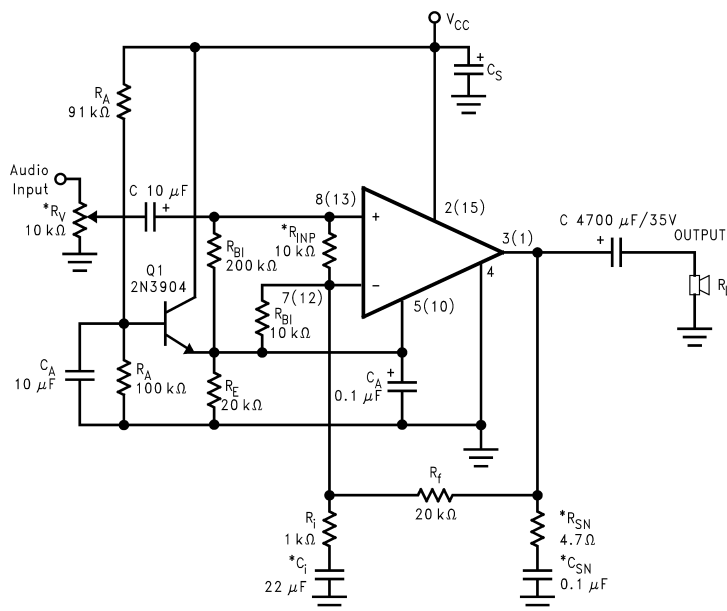 V_CC
+
C_S
R_A
91 kΩ
Audio
Input
*R_V
10 kΩ
C 10 µF
+
8(13)
+
2(15)
*R_INP
10 kΩ
R_BI
200 kΩ
3(1)
C 4700 µF/35V
+
OUTPUT
Q1
2N3904
7(12)
−
4
5(10)
R_BI
10 kΩ
C_A
10 µF
R_A
100 kΩ
R_E
20 kΩ
C_A
+
0.1 µF
R_f
20 kΩ
R_i
1 kΩ
*C_i
22 µF
*R_SN
4.7Ω
*C_SN
0.1 µF